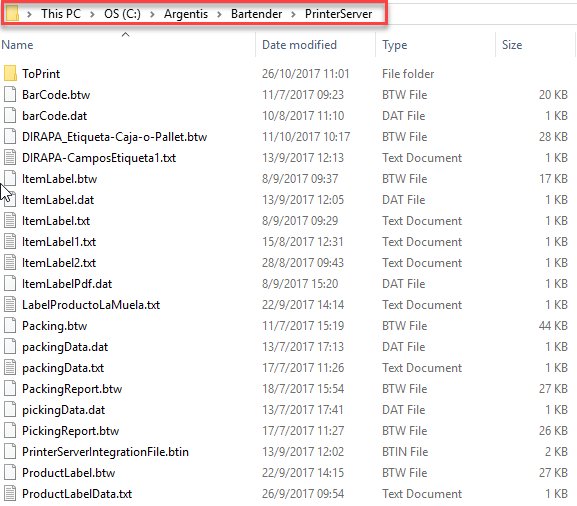 This PC > OS (C:) > Argentis > Bartender > PrinterServer
Name Date modified Type Size
ToPrint 26/10/2017 11:01 File folder
BarCode.btw 11/7/2017 09:23 BTW File 20 KB
barCode.dat 10/8/2017 11:10 DAT File 1 KB
DIRAPA_Etiqueta-Caja-o-Pallet.btw 11/10/2017 10:17 BTW File 28 KB
DIRAPA-CamposEtiqueta1.txt 13/9/2017 12:13 Text Document 1 KB
ItemLabel.btw 8/9/2017 09:37 BTW File 17 KB
ItemLabel.dat 13/9/2017 12:05 DAT File 1 KB
ItemLabel.txt 8/9/2017 09:29 Text Document 1 KB
ItemLabel1.txt 15/8/2017 12:31 Text Document 1 KB
ItemLabel2.txt 28/8/2017 09:43 Text Document 1 KB
ItemLabelPdf.dat 8/9/2017 15:20 DAT File 1 KB
LabelProductoLaMuela.txt 22/9/2017 14:14 Text Document 1 KB
Packing.btw 11/7/2017 15:19 BTW File 44 KB
packingData.dat 13/7/2017 17:13 DAT File 1 KB
packingData.txt 17/7/2017 11:26 Text Document 1 KB
PackingReport.btw 18/7/2017 15:54 BTW File 27 KB
pickingData.dat 13/7/2017 17:41 DAT File 1 KB
PickingReport.btw 17/7/2017 11:27 BTW File 26 KB
PrinterServerIntegrationFile.btin 13/9/2017 12:02 BTIN File 2 KB
ProductLabel.btw 22/9/2017 14:15 BTW File 27 KB
ProductLabelData.txt 26/9/2017 09:54 Text Document 1 KB